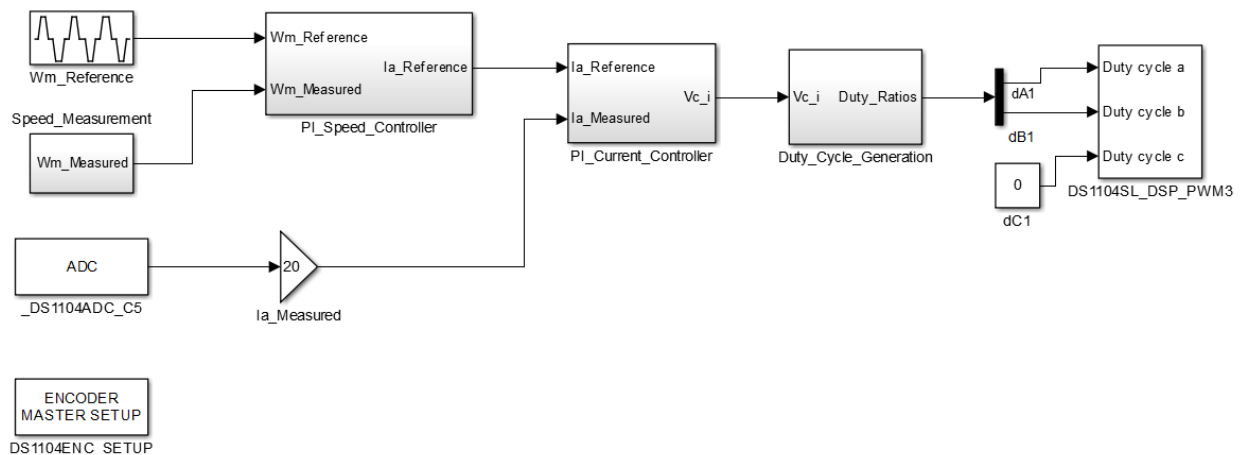 Wm_Reference
Speed_Measurement
Wm_Measured
Wm_Reference
Wm_Measured
Ia_Reference
PI_Speed_Controller
Ia_Reference
Ia_Measured
Vc_i
PI_Current_Controller
Vc_i
Duty_Ratios
Duty_Cycle_Generation
dA1
dB1
0
dC1
Duty cycle a
Duty cycle b
Duty cycle c
DS1104SL_DSP_PWM3
ADC
_DS1104ADC_C5
20
Ia_Measured
ENCODER
MASTER SETUP
DS1104ENC_SETUP